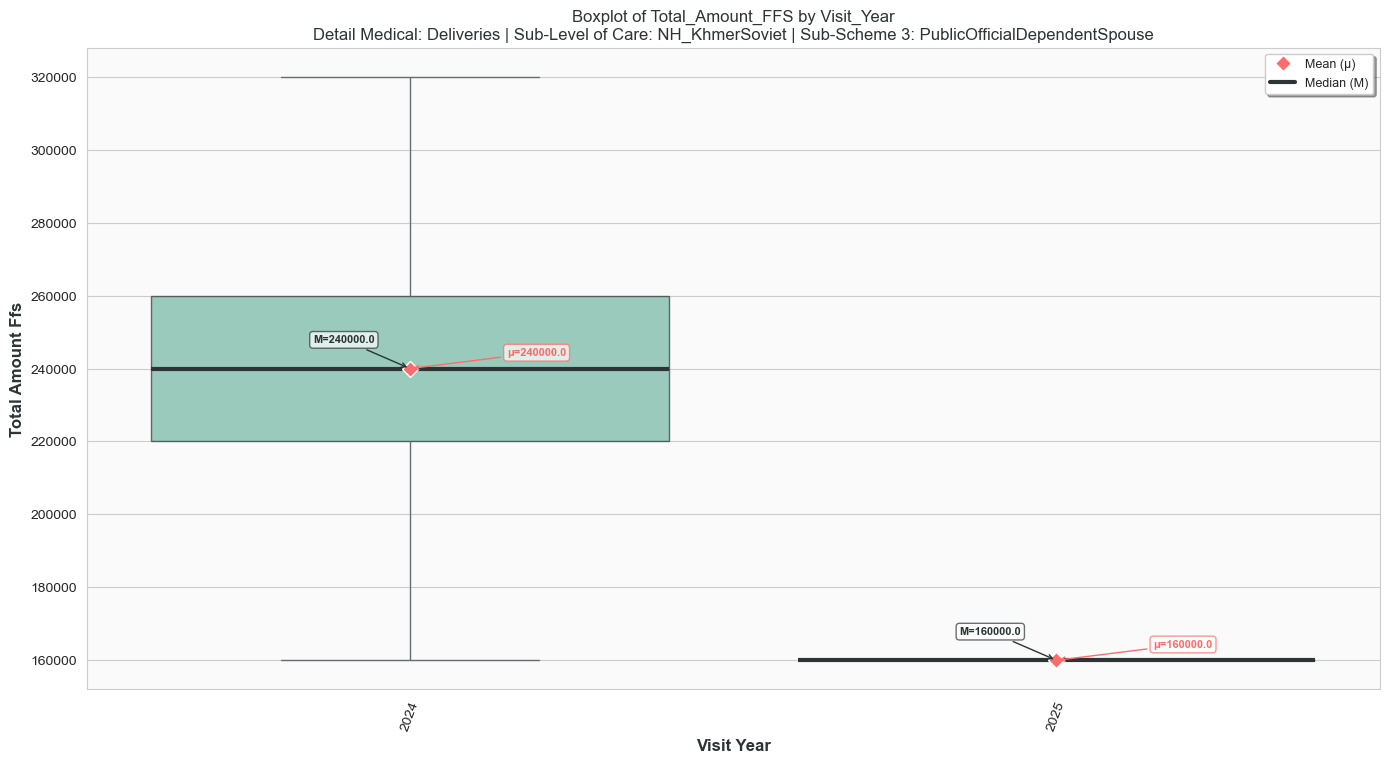 Boxplot of Total_Amount_FFS by Visit_Year
Detail Medical: Deliveries | Sub-Level of Care: NH_KhmerSoviet | Sub-Scheme 3: PublicOfficialDependentSpouse
Mean (μ)
Median (M)
Total Amount Ffs
320000
300000
280000
260000
240000
220000
200000
180000
160000
M=240000.0
μ=240000.0
M=160000.0
μ=160000.0
2024
2025
Visit Year